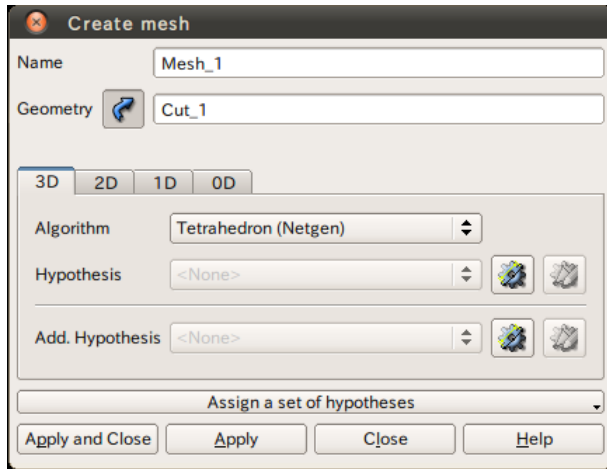 Create mesh
Name Mesh_1
Geometry Cut_1
3D 2D 1D 0D
Algorithm Tetrahedron (Netgen)
Hypothesis <None>
Add. Hypothesis <None>
Assign a set of hypotheses
Apply and Close Apply Close Help